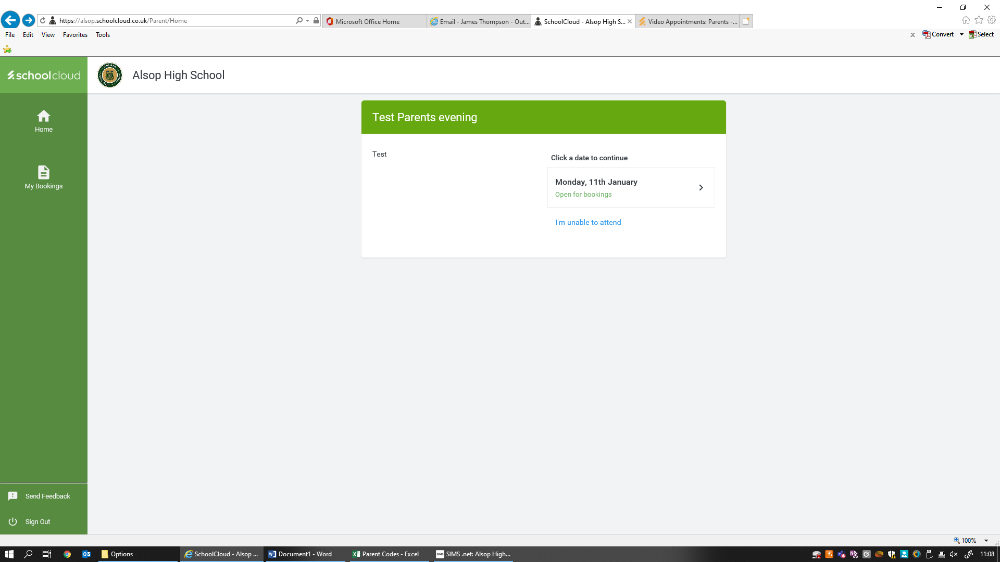 https://alsop.schoolcloud.co.uk/Parent/Home
Microsoft Office Home
Email - James Thompson - Out...
SchoolCloud - Alsop High S...
Video Appointments: Parents -...
File Edit View Favorites Tools
x Convert Select
schoolcloud
Alsop High School
Home
My Bookings
Test Parents evening
Test
Click a date to continue
Monday, 11th January
Open for bookings
I'm unable to attend
Send Feedback
Sign Out
100%
Options
SchoolCloud - Alsop ...
Document1 - Word
Parent Codes - Excel
SIMS .net: Alsop High...
11:08